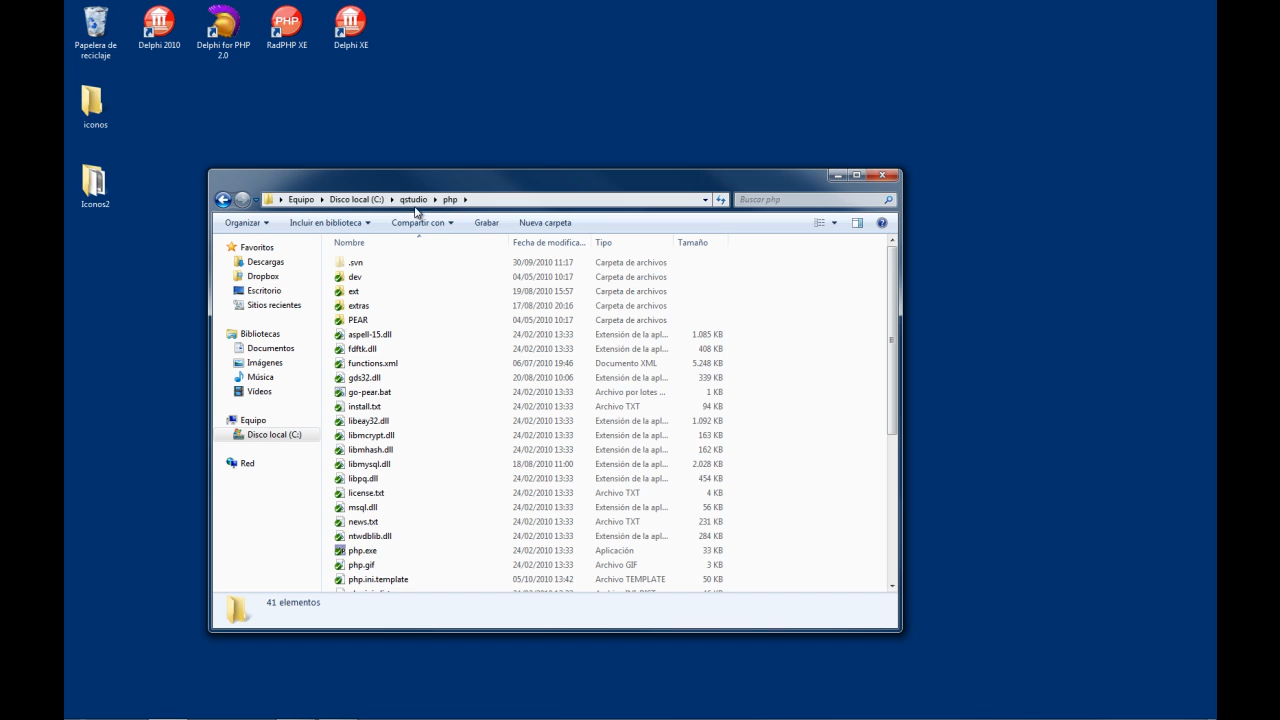 Papelera de reciclaje
Delphi 2010
Delphi for PHP 2.0
PHP
RadPHP XE
Delphi XE
iconos
Iconos2
Equipo Disco local (C:) qstudio php
Buscar php
Organizar Incluir en biblioteca Compartir con Grabar Nueva carpeta
Nombre Fecha de modifica... Tipo Tamaño
Favoritos
Descargas
Dropbox
Escritorio
Sitios recientes
Bibliotecas
Documentos
Imágenes
Música
Vídeos
Equipo
Disco local (C:)
Red
.svn 30/09/2010 11:17 Carpeta de archivos
dev 04/05/2010 10:17 Carpeta de archivos
ext 19/08/2010 15:57 Carpeta de archivos
extras 17/08/2010 20:16 Carpeta de archivos
PEAR 04/05/2010 10:17 Carpeta de archivos
aspell-15.dll 24/02/2010 13:33 Extensión de la apl... 1.085 KB
fdftk.dll 24/02/2010 13:33 Extensión de la apl... 408 KB
functions.xml 06/07/2010 19:46 Documento XML 5.248 KB
gds32.dll 20/08/2010 10:06 Extensión de la apl... 339 KB
go-pear.bat 24/02/2010 13:33 Archivo por lotes ... 1 KB
install.txt 24/02/2010 13:33 Archivo TXT 94 KB
libeay32.dll 24/02/2010 13:33 Extensión de la apl... 1.092 KB
libmcrypt.dll 24/02/2010 13:33 Extensión de la apl... 163 KB
libmhash.dll 24/02/2010 13:33 Extensión de la apl... 162 KB
libmysql.dll 18/08/2010 11:00 Extensión de la apl... 2.028 KB
libpq.dll 24/02/2010 13:33 Extensión de la apl... 454 KB
license.txt 24/02/2010 13:33 Archivo TXT 4 KB
msql.dll 24/02/2010 13:33 Extensión de la apl... 56 KB
news.txt 24/02/2010 13:33 Archivo TXT 231 KB
ntwdblib.dll 24/02/2010 13:33 Extensión de la apl... 284 KB
php.exe 24/02/2010 13:33 Aplicación 33 KB
php.gif 24/02/2010 13:33 Archivo GIF 3 KB
php.ini.template 05/10/2010 13:42 Archivo TEMPLATE 50 KB
41 elementos